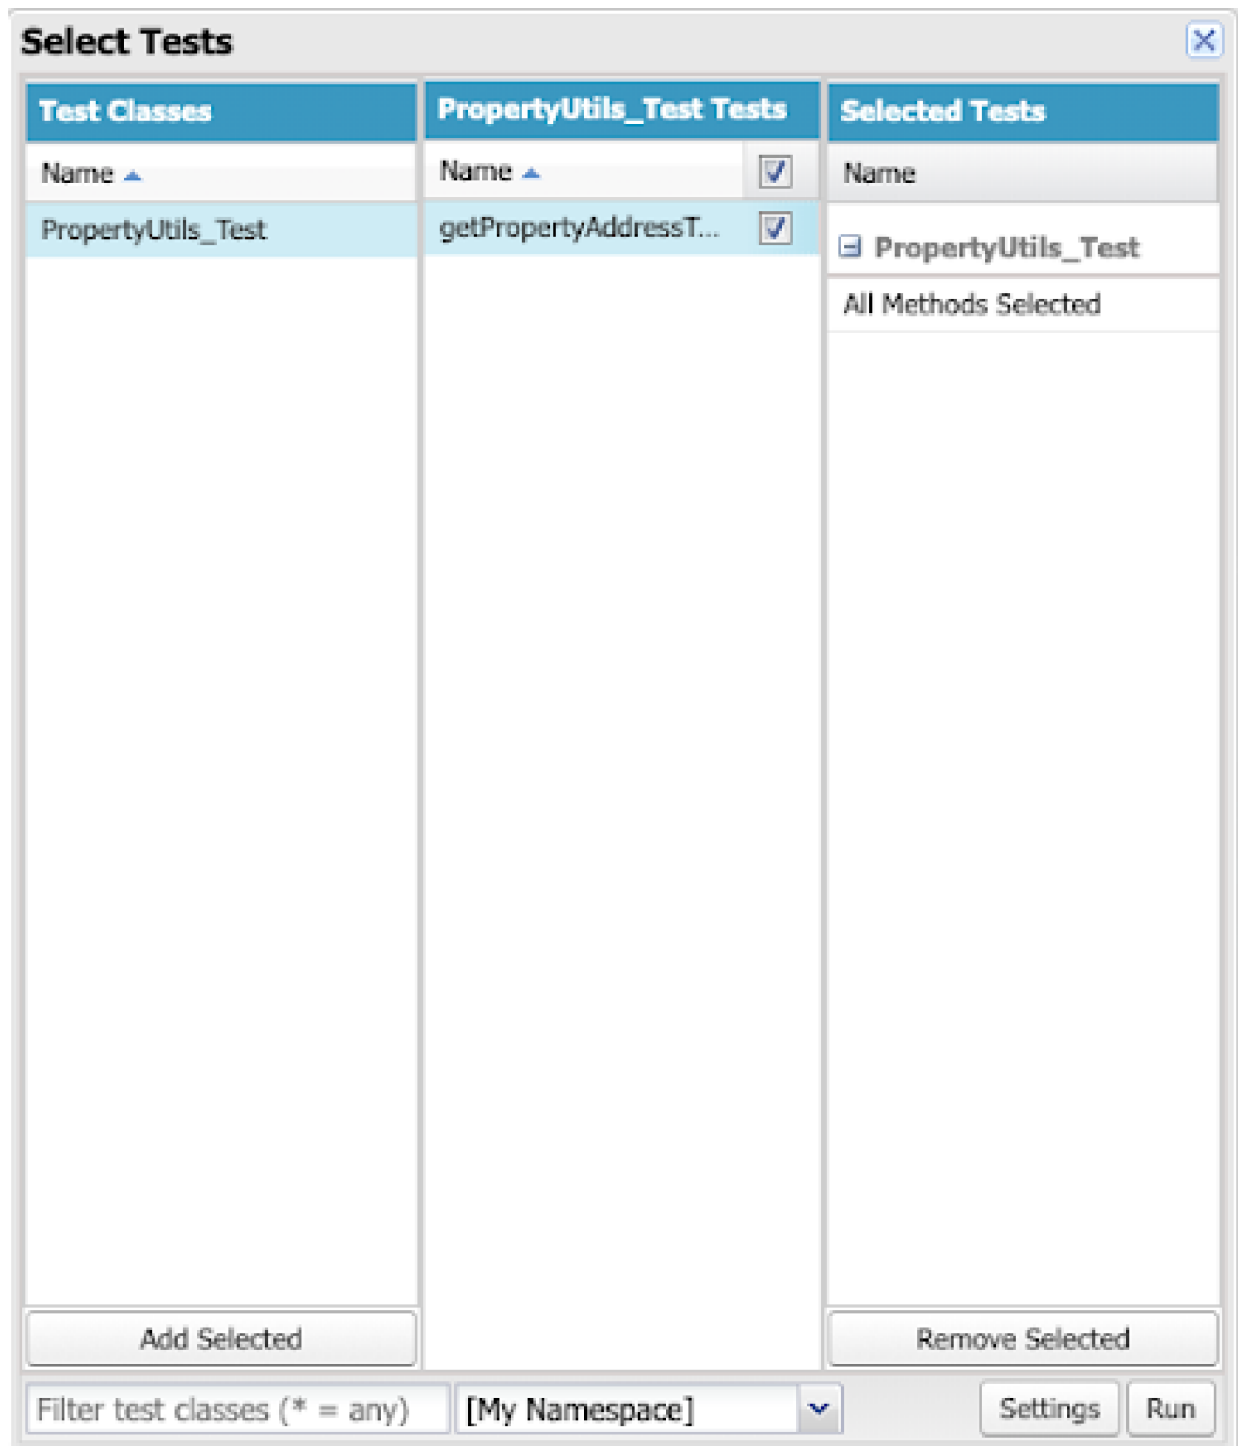 Select Tests
Test Classes
Name
PropertyUtils_Test
Add Selected
PropertyUtils_Test Tests
Name
getPropertyAddressT...
Selected Tests
Name
PropertyUtils_Test
All Methods Selected
Remove Selected
Filter test classes (* = any)
[My Namespace]
Settings
Run